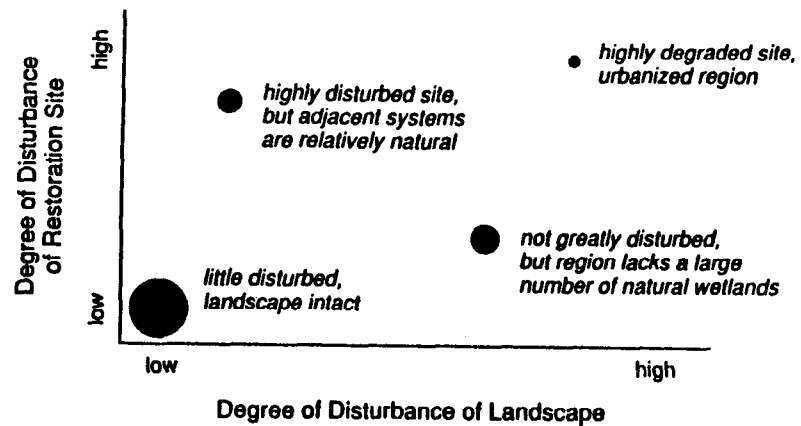 Degree of Disturbance
of Restoration Site
high
low
highly degraded site,
urbanized region
highly disturbed site,
but adjacent systems
are relatively natural
not greatly disturbed,
but region lacks a large
number of natural wetlands
little disturbed,
landscape intact
low
high
Degree of Disturbance of Landscape